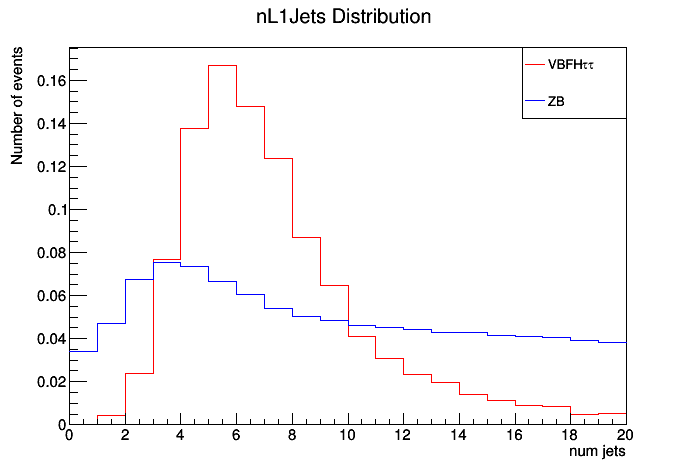 nL1Jets Distribution
Number of events
VBFHττ
ZB
0.16
0.14
0.12
0.1
0.08
0.06
0.04
0.02
0
0 2 4 6 8 10 12 14 16 18 20
num jets